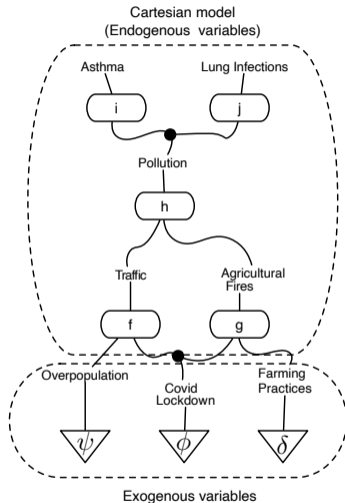 Cartesian model
(Endogenous variables)
Asthma
Lung Infections
i
j
Pollution
h
Traffic
Agricultural
Fires
f
g
Overpopulation
Covid
Lockdown
Farming
Practices
ψ
ϕ
δ
Exogenous variables